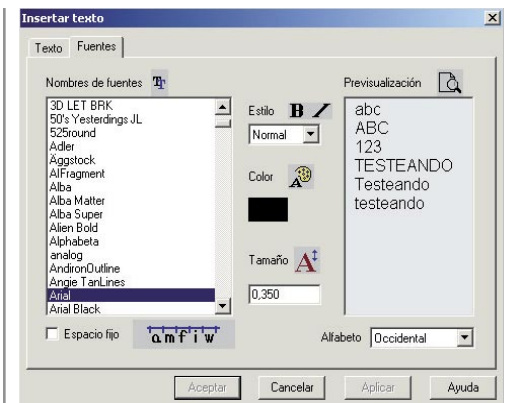 Insertar texto
Texto Fuentes
Nombres de fuentes
3D LET BRK
50's Yesterdings JL
525round
Adler
Äggstock
AIFragment
Alba
Alba Matter
Alba Super
Alien Bold
Alphabeta
analog
AndironOutline
Angie TanLines
Arial
Arial Black
Espacio fijo
a m f i w
Estilo B I
Normal
Color A
Tamaño A
0,350
Previsualización
abc
ABC
123
TESTEANDO
Testeando
testeando
Alfabeto Occidental
Aceptar Cancelar Aplicar Ayuda